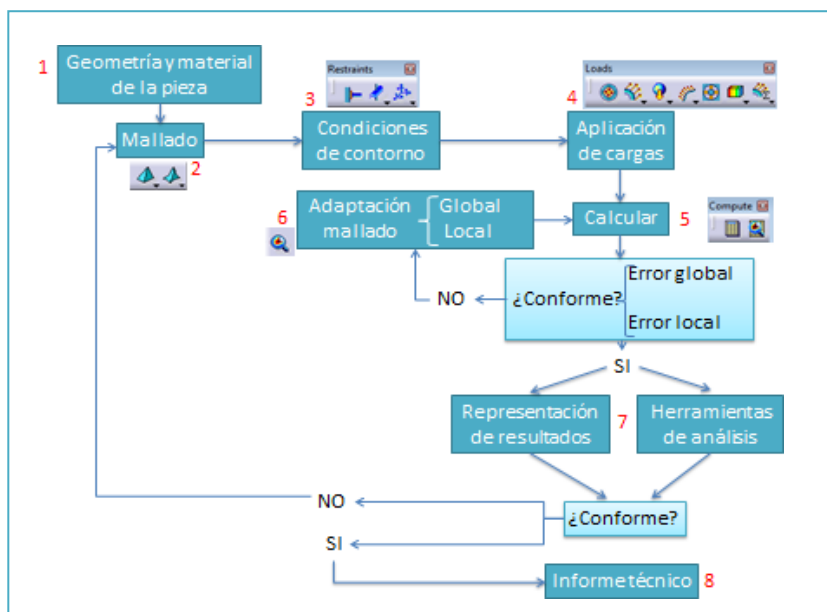 1
Geometría y material
de la pieza
Restraints
Loads
3
4
Mallado
2
Condiciones
de contorno
Aplicación
de cargas
6
Adaptación
mallado
Global
Local
Calcular
5
Compute
NO
¿Conforme?
Error global
Error local
SI
Representación
de resultados
7
Herramientas
de análisis
NO
¿Conforme?
SI
Informe técnico
8